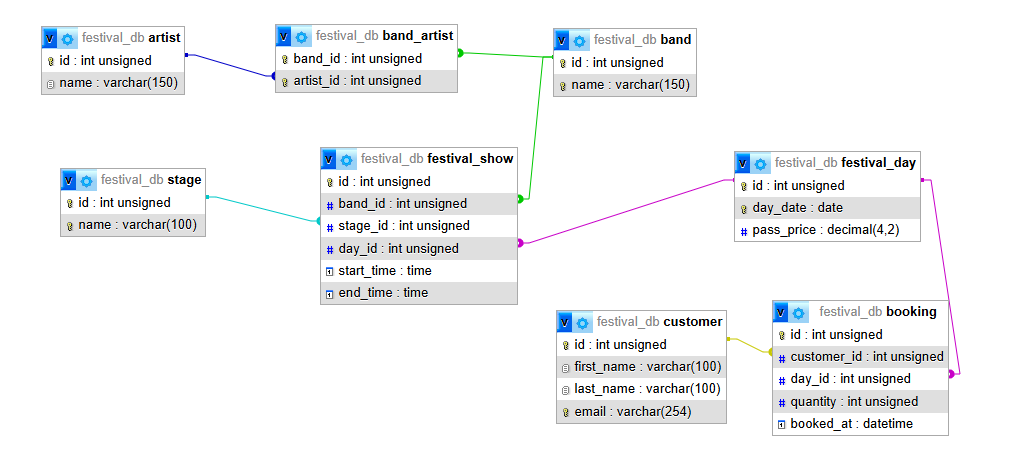 festival_db artist
id : int unsigned
name : varchar(150)
festival_db band_artist
band_id : int unsigned
artist_id : int unsigned
festival_db band
id : int unsigned
name : varchar(150)
festival_db stage
id : int unsigned
name : varchar(100)
festival_db festival_show
id : int unsigned
band_id : int unsigned
stage_id : int unsigned
day_id : int unsigned
start_time : time
end_time : time
festival_db festival_day
id : int unsigned
day_date : date
pass_price : decimal(4,2)
festival_db customer
id : int unsigned
first_name : varchar(100)
last_name : varchar(100)
email : varchar(254)
festival_db booking
id : int unsigned
customer_id : int unsigned
day_id : int unsigned
quantity : int unsigned
booked_at : datetime